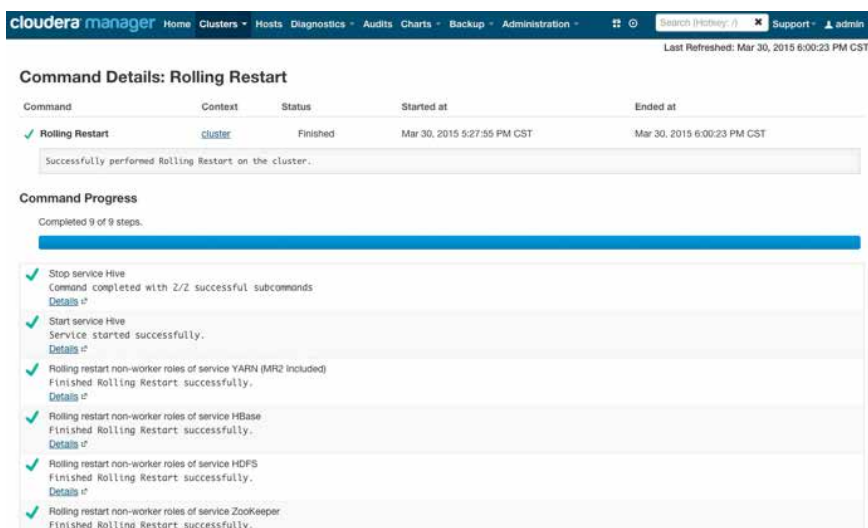 cloudera manager Home Clusters Hosts Diagnostics Audits Charts Backup Administration Search (Hotkey: /) Support admin
Last Refreshed: Mar 30, 2015 6:00:23 PM CST
Command Details: Rolling Restart
Command Context Status Started at Ended at
Rolling Restart cluster Finished Mar 30, 2015 5:27:55 PM CST Mar 30, 2015 6:00:23 PM CST
Successfully performed Rolling Restart on the cluster.
Command Progress
Completed 9 of 9 steps.
Stop service Hive
Command completed with 2/2 successful subcommands
Details
Start service Hive
Service started successfully.
Details
Rolling restart non-worker roles of service YARN (MR2 Included)
Finished Rolling Restart successfully.
Details
Rolling restart non-worker roles of service HBase
Finished Rolling Restart successfully.
Details
Rolling restart non-worker roles of service HDFS
Finished Rolling Restart successfully.
Details
Rolling restart non-worker roles of service ZooKeeper
Finished Rolling Restart successfully.